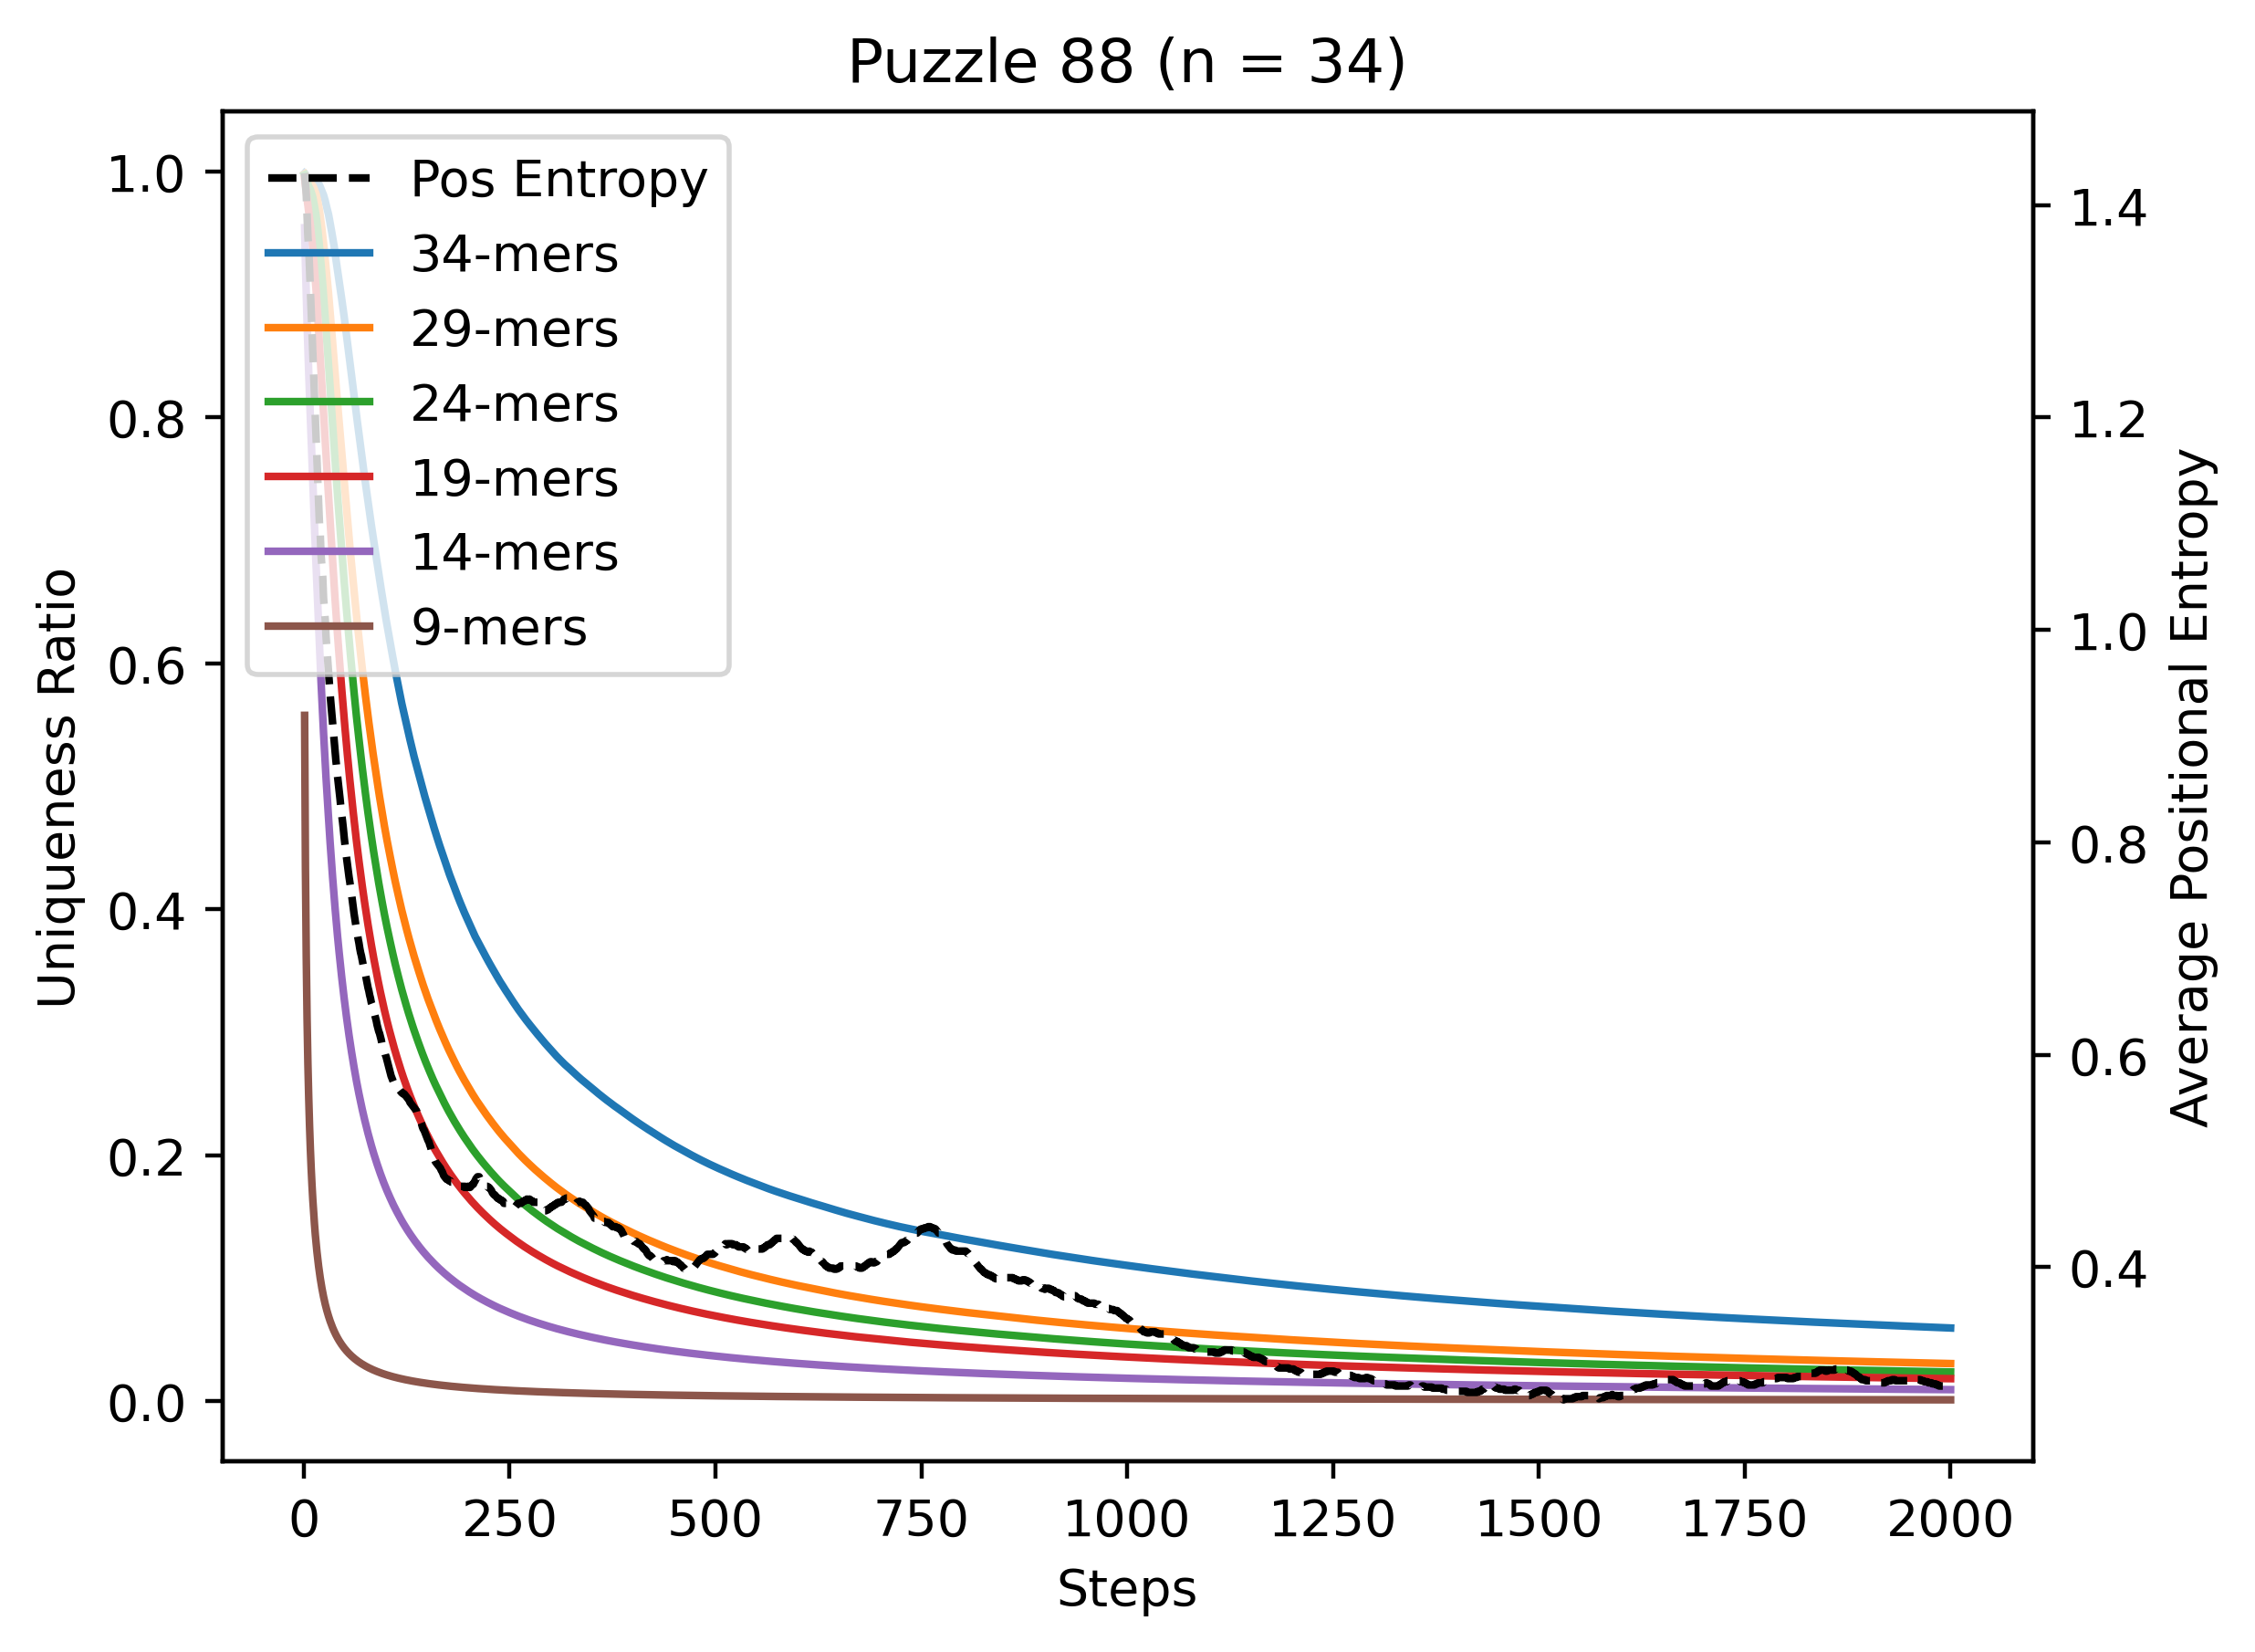 Puzzle 88 (n = 34)
Pos Entropy
34-mers
29-mers
24-mers
19-mers
14-mers
9-mers
1.0
0.8
0.6
0.4
0.2
0.0
Uniqueness Ratio
1.4
1.2
1.0
0.8
0.6
0.4
Average Positional Entropy
0 250 500 750 1000 1250 1500 1750 2000
Steps